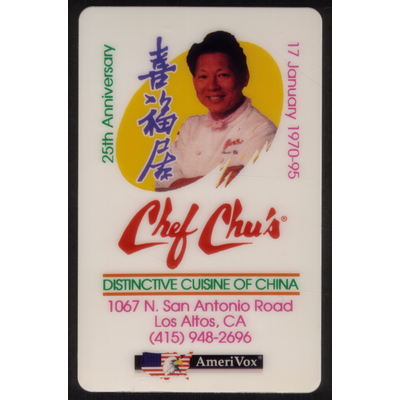 25th Anniversary
喜福居
17 January 1970-95
Chef Chu's®
DISTINCTIVE CUISINE OF CHINA
1067 N. San Antonio Road
Los Altos, CA
(415) 948-2696
AmeriVox®